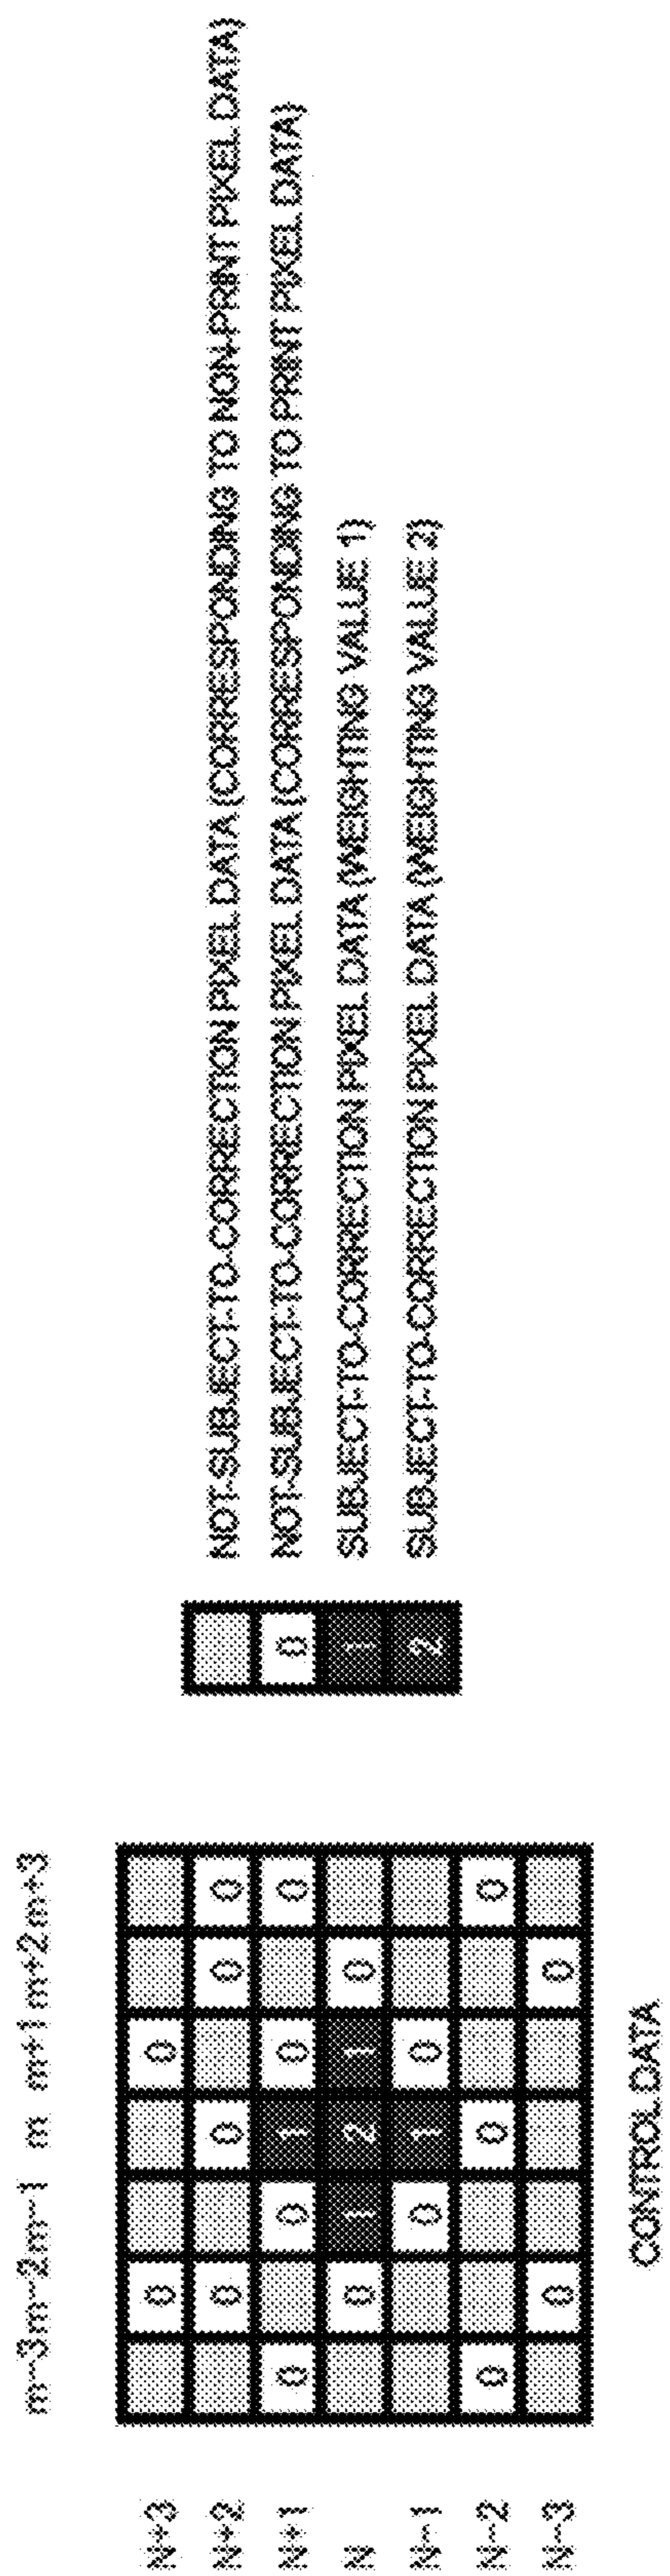 m-3 m-2 m-1 m m+1 m+2 m+3
N+3 0 0
N+2 0 0 0 0
N+1 0 0 1 0 0
N 0 1 2 1 0
N-1 0 1 0
N-2 0 0 0
N-3 0 0
CONTROL DATA
NOT-SUBJECT-TO-CORRECTION PIXEL DATA (CORRESPONDING TO NON-PRINT PIXEL DATA)
0 NOT-SUBJECT-TO-CORRECTION PIXEL DATA (CORRESPONDING TO PRINT PIXEL DATA)
1 SUBJECT-TO-CORRECTION PIXEL DATA (WEIGHTING VALUE 1)
2 SUBJECT-TO-CORRECTION PIXEL DATA (WEIGHTING VALUE 2)